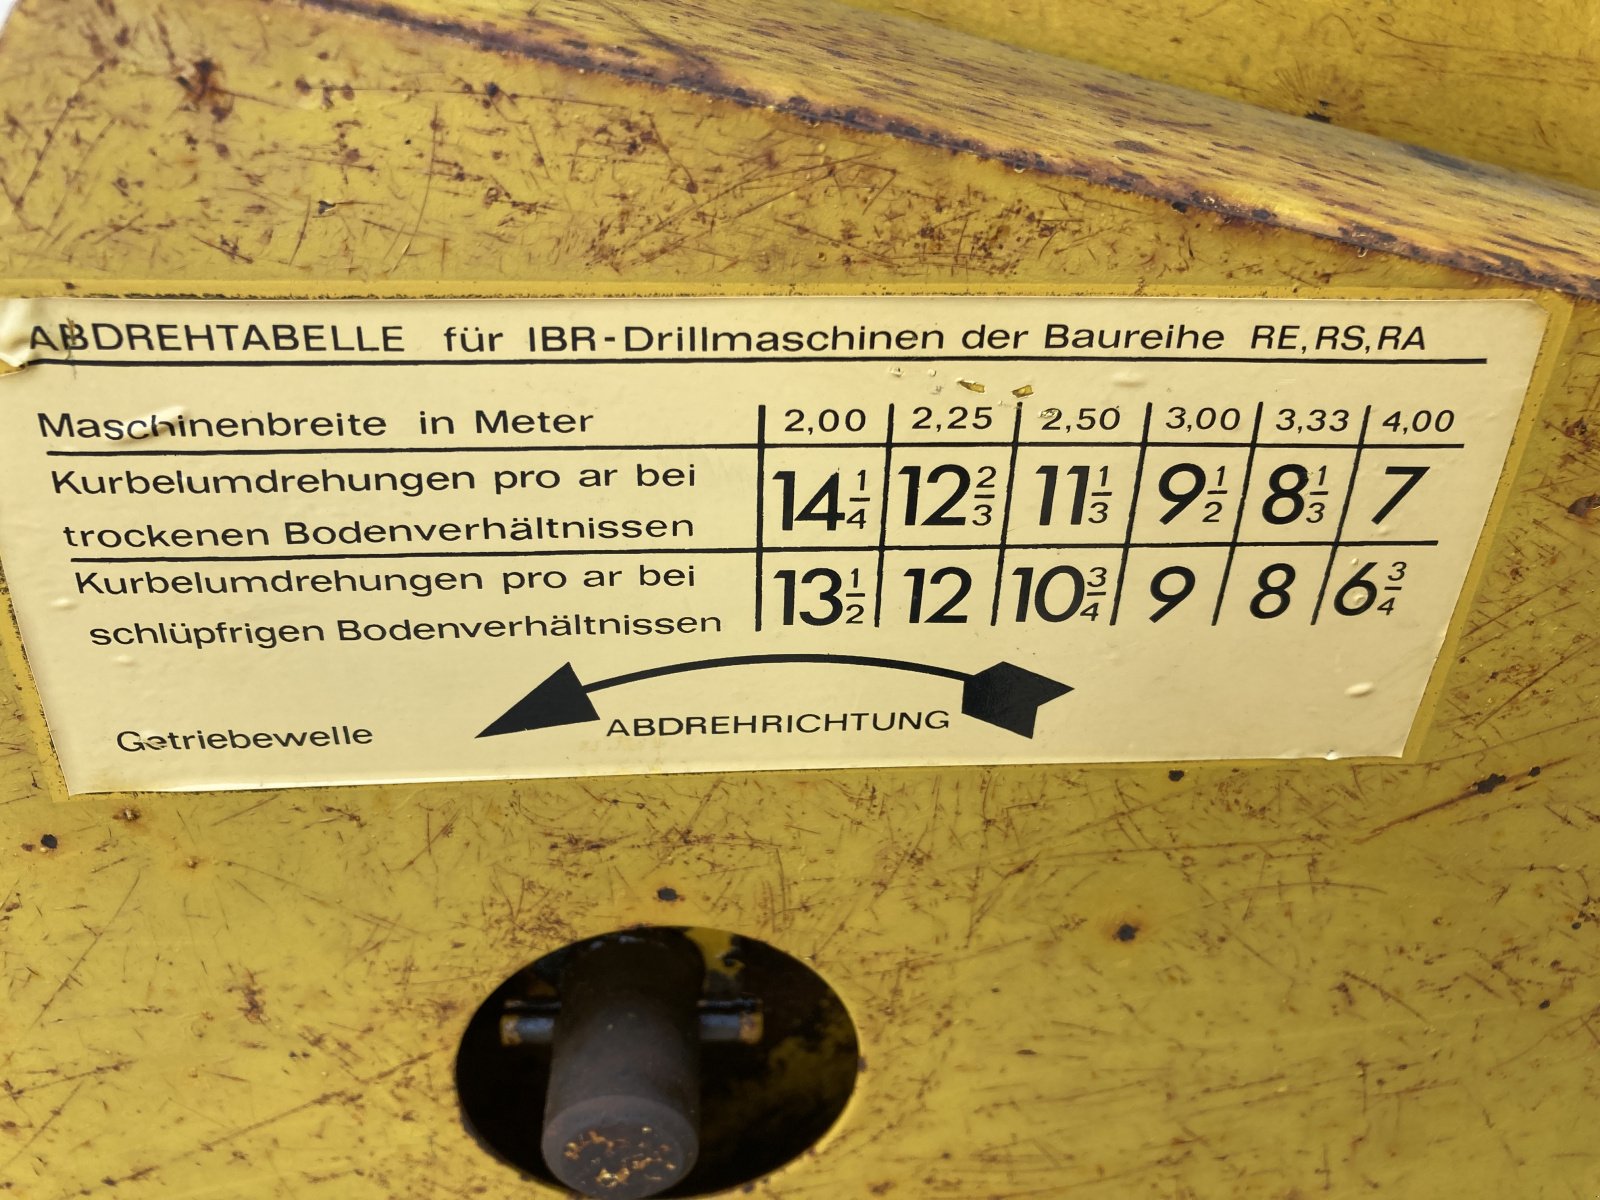 ABDREHTABELLE für IBR-Drillmaschinen der Baureihe RE, RS, RA
Maschinenbreite in Meter 2,00 2,25 2,50 3,00 3,33 4,00
Kurbelumdrehungen pro ar bei
trockenen Bodenverhältnissen 14 1/4 12 2/3 11 1/3 9 1/2 8 1/3 7
Kurbelumdrehungen pro ar bei
schlüpfrigen Bodenverhältnissen 13 1/2 12 10 3/4 9 8 6 3/4
Getriebewelle ABDREHRICHTUNG